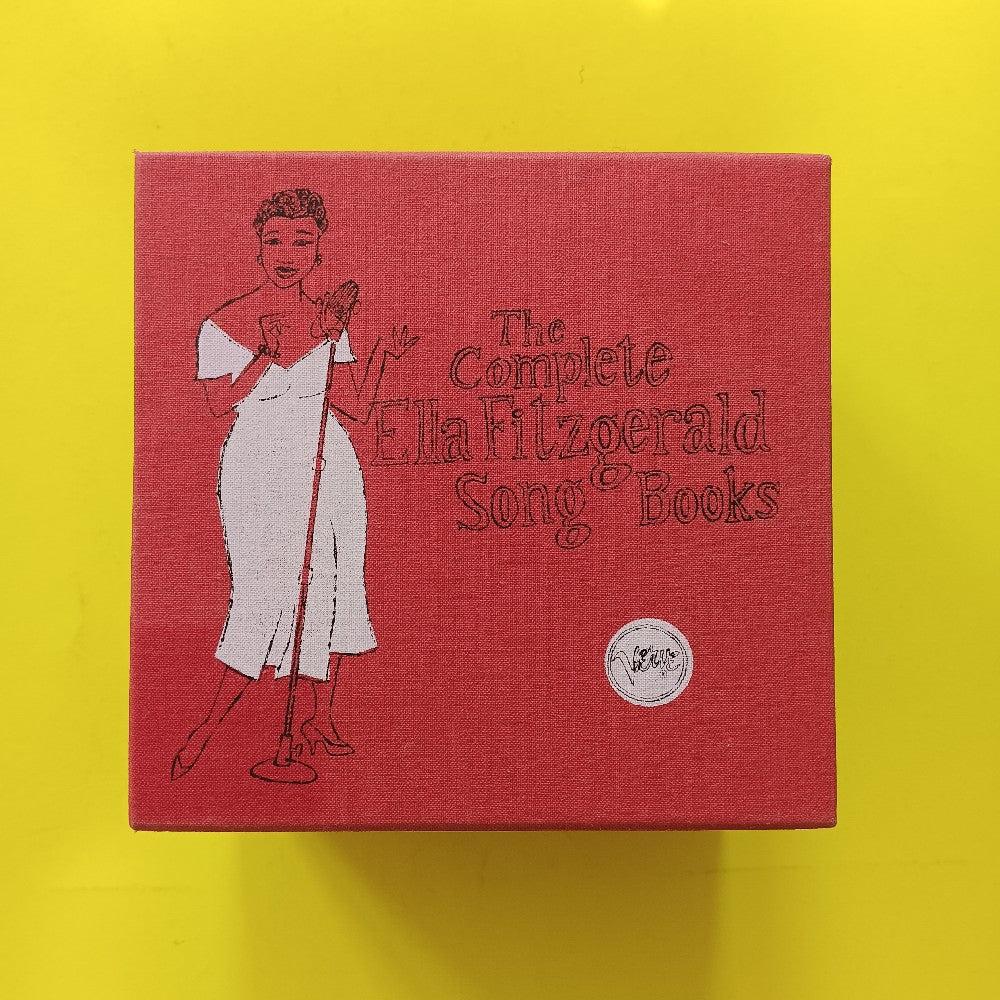 The
Complete
Ella Fitzgerald
Song Books
Verve